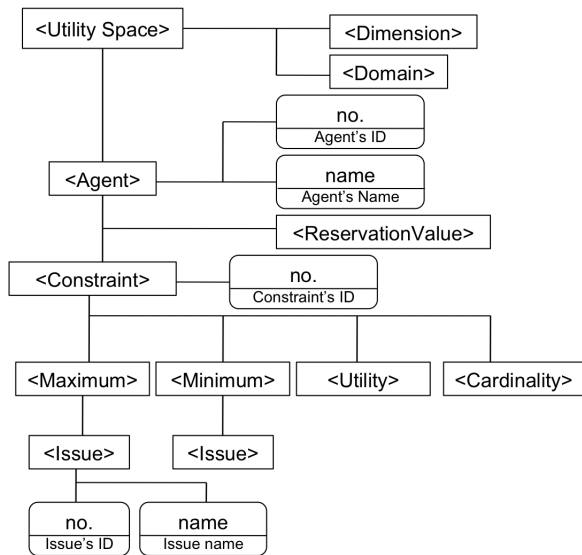 <Utility Space>
<Dimension>
<Domain>
no.
Agent's ID
<Agent>
name
Agent's Name
<ReservationValue>
<Constraint>
no.
Constraint's ID
<Maximum>
<Minimum>
<Utility>
<Cardinality>
<Issue>
<Issue>
no.
Issue's ID
name
Issue name